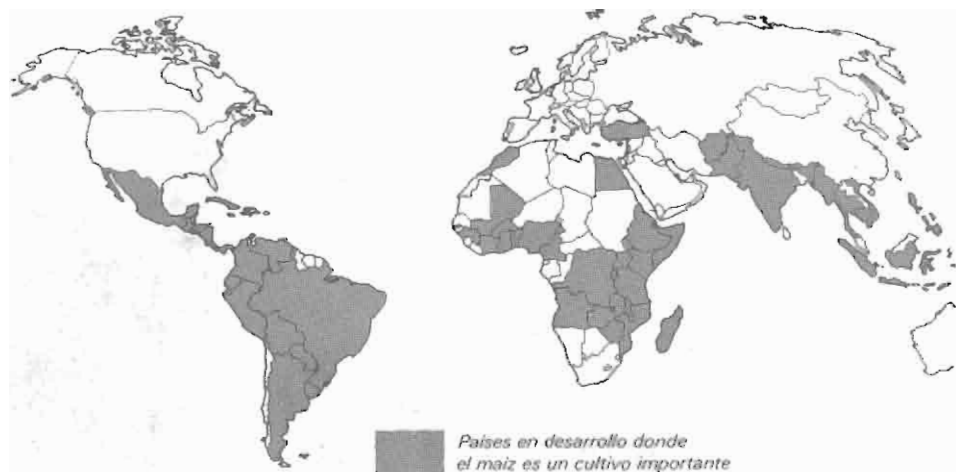 Países en desarrollo donde
el maíz es un cultivo importante